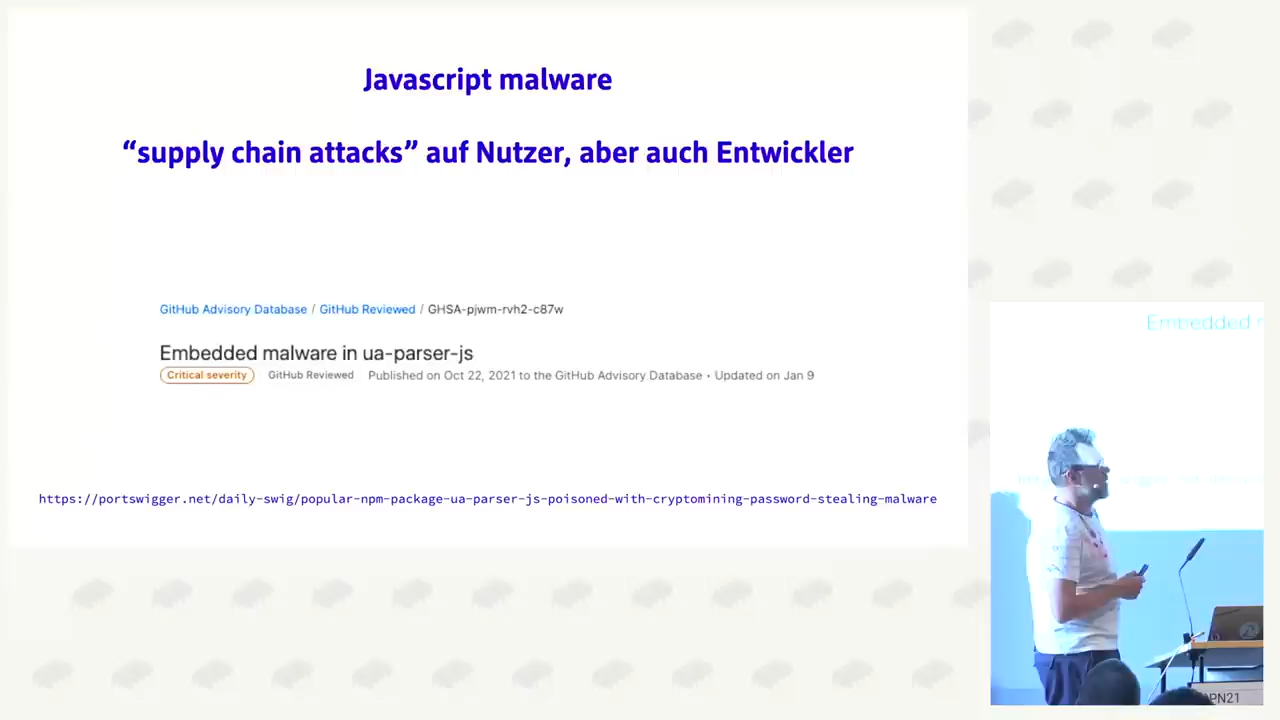 Javascript malware
“supply chain attacks” auf Nutzer, aber auch Entwickler
GitHub Advisory Database / GitHub Reviewed / GHSA-pjwm-rvh2-c87w
Embedded malware in ua-parser-js
Critical severity GitHub Reviewed Published on Oct 22, 2021 to the GitHub Advisory Database • Updated on Jan 9
https://portswigger.net/daily-swig/popular-npm-package-ua-parser-js-poisoned-with-cryptomining-password-stealing-malware
Embedded